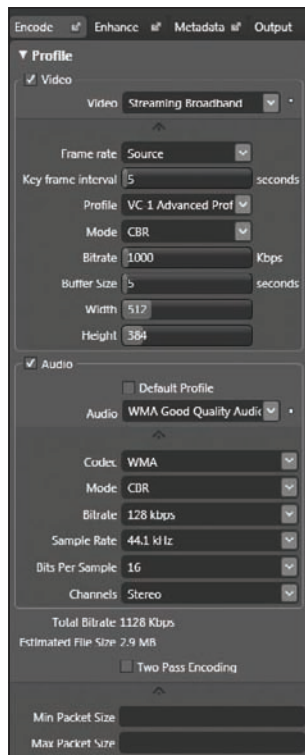 Encode Enhance Metadata Output
Profile
Video
Video Streaming Broadband
Frame rate Source
Key frame interval 5 seconds
Profile VC 1 Advanced Prof
Mode CBR
Bitrate 1000 Kbps
Buffer Size 5 seconds
Width 512
Height 384
Audio
Default Profile
Audio WMA Good Quality Audic
Codec WMA
Mode CBR
Bitrate 128 kbps
Sample Rate 44.1 kHz
Bits Per Sample 16
Channels Stereo
Total Bitrate 1128 Kbps
Estimated File Size 2.9 MB
Two Pass Encoding
Min Packet Size
Max Packet Size